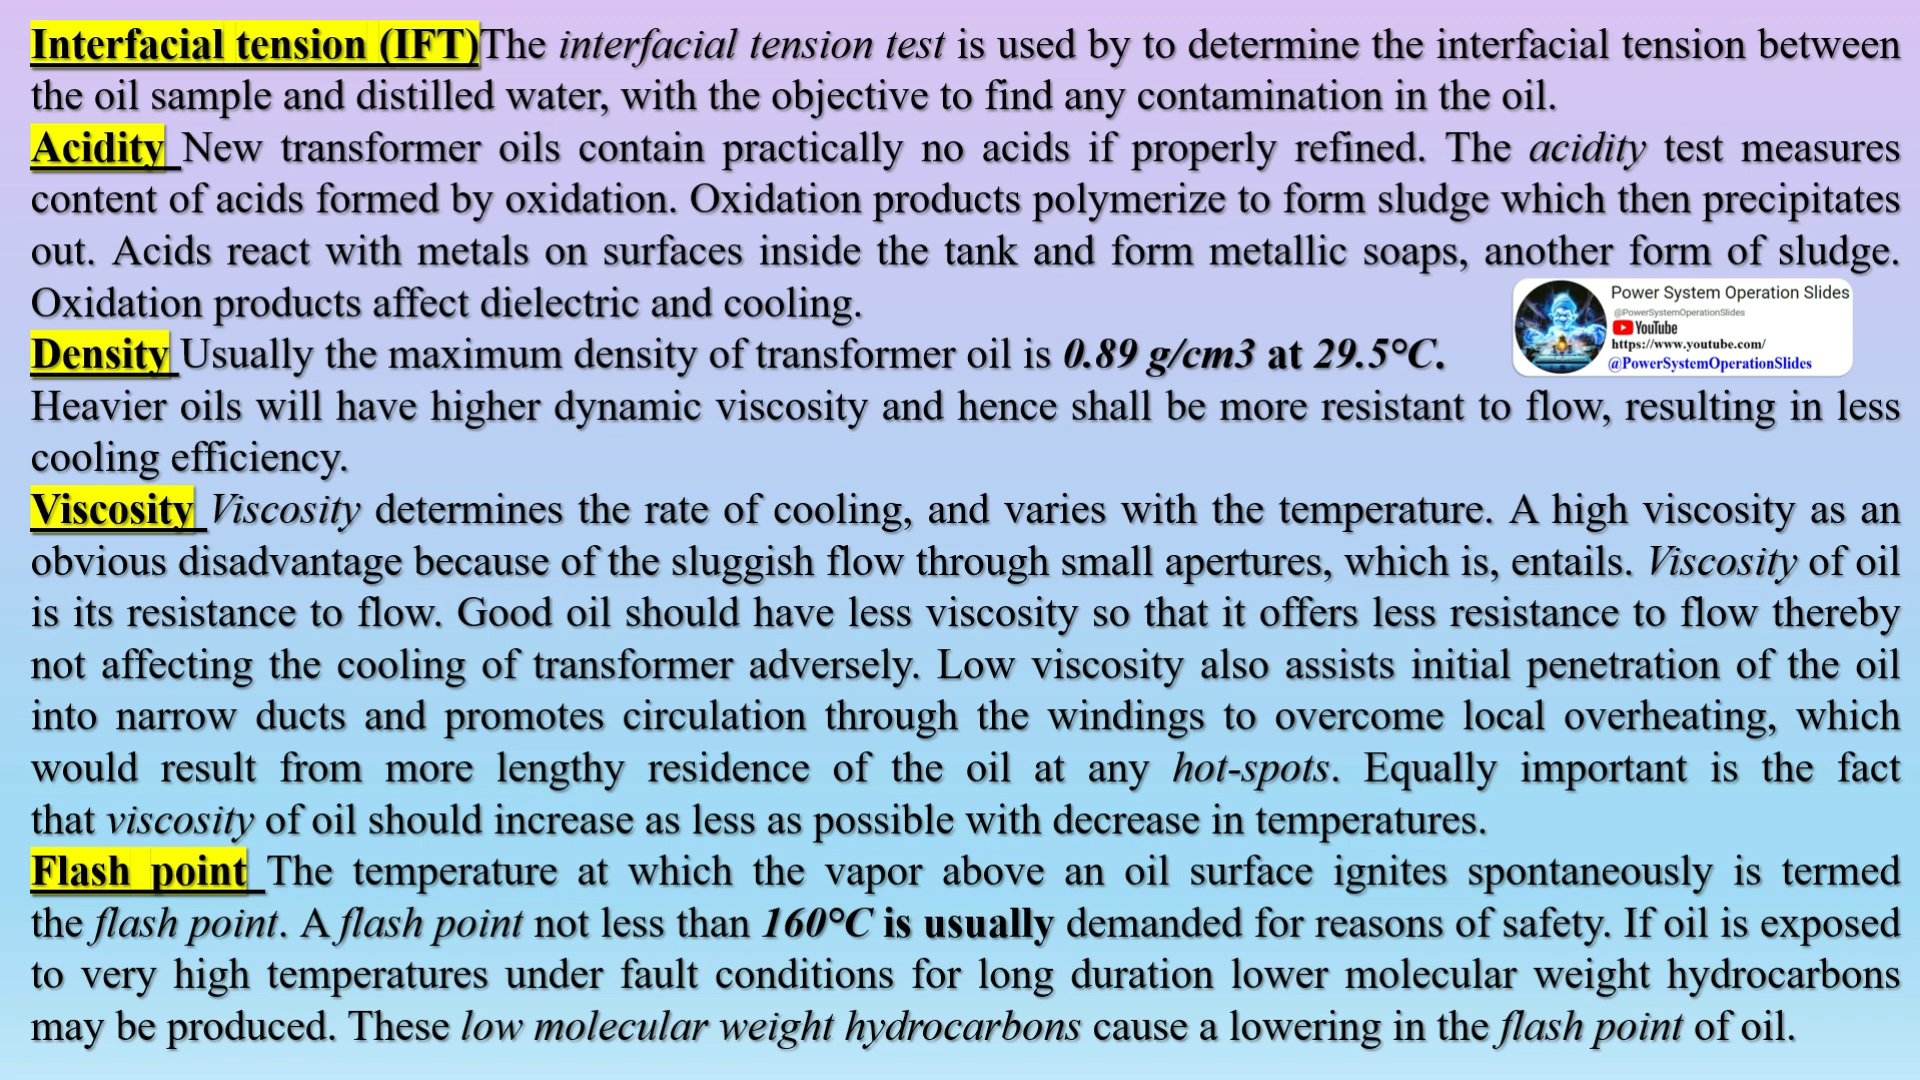 Interfacial tension (IFT)The interfacial tension test is used by to determine the interfacial tension between
the oil sample and distilled water, with the objective to find any contamination in the oil.
Acidity New transformer oils contain practically no acids if properly refined. The acidity test measures
content of acids formed by oxidation. Oxidation products polymerize to form sludge which then precipitates
out. Acids react with metals on surfaces inside the tank and form metallic soaps, another form of sludge.
Oxidation products affect dielectric and cooling.
Power System Operation Slides
@PowerSystemOperationSlides
YouTube
https://www.youtube.com/
@PowerSystemOperationSlides
Density Usually the maximum density of transformer oil is 0.89 g/cm3 at 29.5°C.
Heavier oils will have higher dynamic viscosity and hence shall be more resistant to flow, resulting in less
cooling efficiency.
Viscosity Viscosity determines the rate of cooling, and varies with the temperature. A high viscosity as an
obvious disadvantage because of the sluggish flow through small apertures, which is, entails. Viscosity of oil
is its resistance to flow. Good oil should have less viscosity so that it offers less resistance to flow thereby
not affecting the cooling of transformer adversely. Low viscosity also assists initial penetration of the oil
into narrow ducts and promotes circulation through the windings to overcome local overheating, which
would result from more lengthy residence of the oil at any hot-spots. Equally important is the fact
that viscosity of oil should increase as less as possible with decrease in temperatures.
Flash point The temperature at which the vapor above an oil surface ignites spontaneously is termed
the flash point. A flash point not less than 160°C is usually demanded for reasons of safety. If oil is exposed
to very high temperatures under fault conditions for long duration lower molecular weight hydrocarbons
may be produced. These low molecular weight hydrocarbons cause a lowering in the flash point of oil.